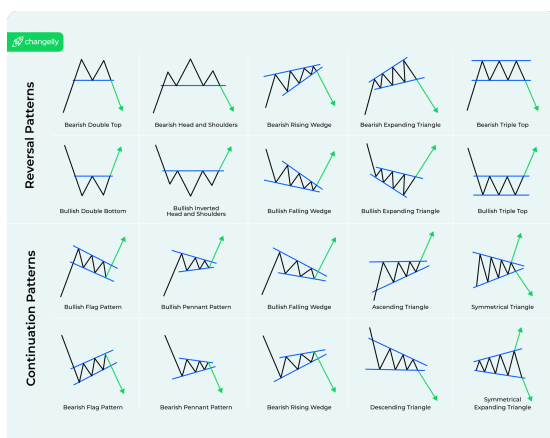 changelly
Reversal Patterns
Bearish Double Top
Bearish Head and Shoulders
Bearish Rising Wedge
Bearish Expanding Triangle
Bearish Triple Top
Bullish Double Bottom
Bullish Inverted
Head and Shoulders
Bullish Falling Wedge
Bullish Expanding Triangle
Bullish Triple Top
Continuation Patterns
Bullish Flag Pattern
Bullish Pennant Pattern
Bullish Falling Wedge
Ascending Triangle
Symmetrical Triangle
Bearish Flag Pattern
Bearish Pennant Pattern
Bearish Rising Wedge
Descending Triangle
Symmetrical
Expanding Triangle